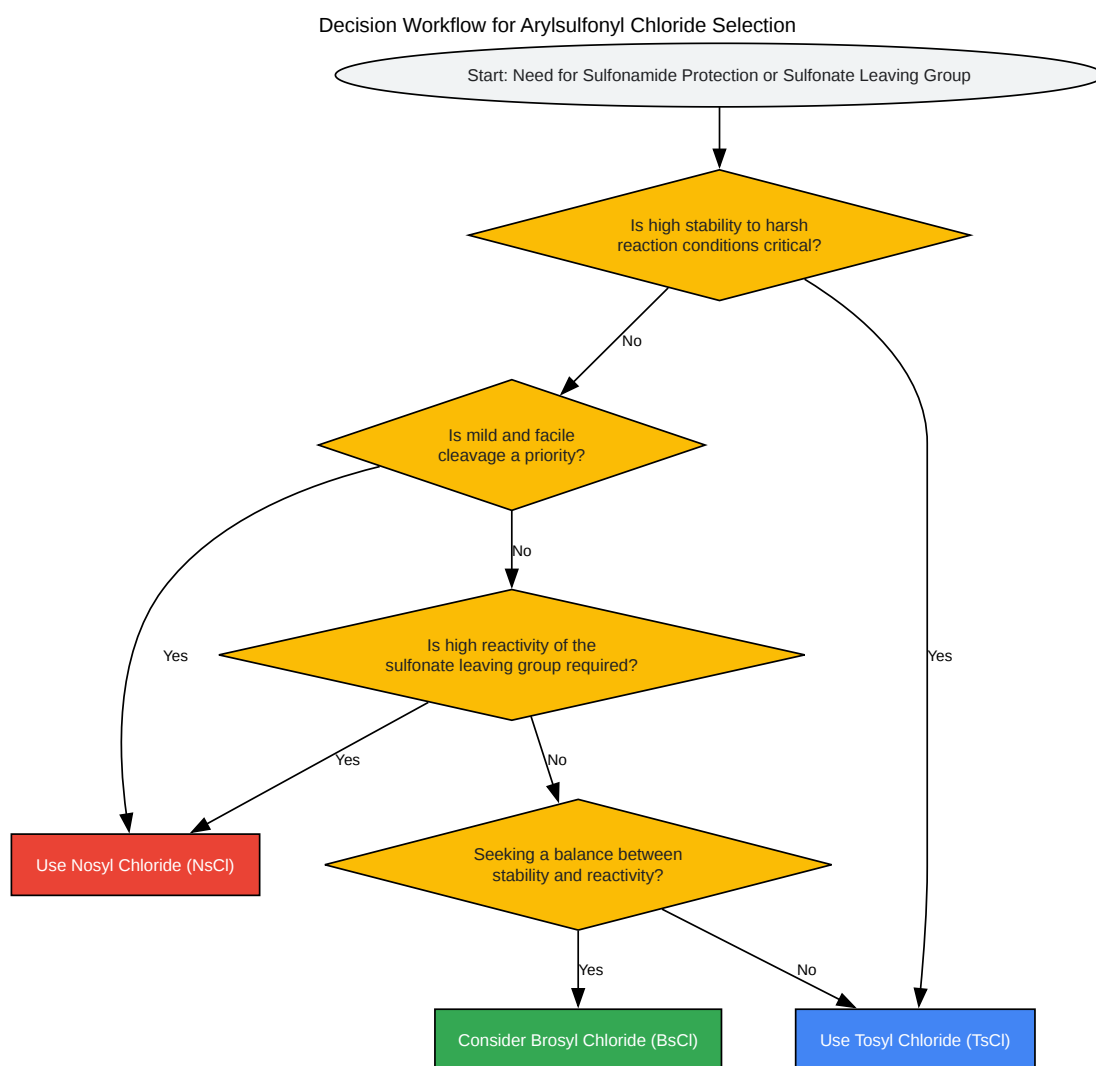 Decision Workflow for Arylsulfonyl Chloride Selection
Start: Need for Sulfonamide Protection or Sulfonate Leaving Group
Is high stability to harsh
reaction conditions critical?
No
Is mild and facile
cleavage a priority?
No
Is high reactivity of the
sulfonate leaving group required?
Yes
Yes
Yes
No
Seeking a balance between
stability and reactivity?
Use Nosyl Chloride (NsCl)
Yes
No
Consider Brosyl Chloride (BsCl)
Use Tosyl Chloride (TsCl)